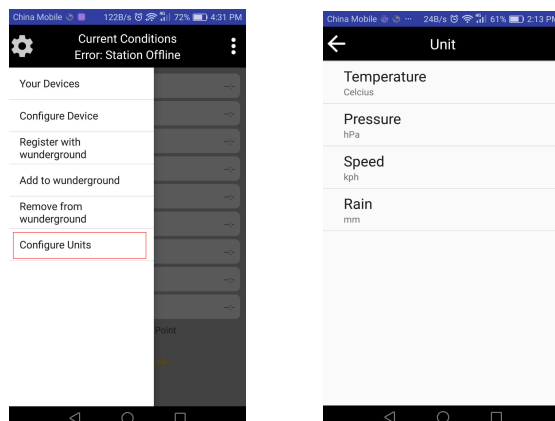 China Mobile 122B/s 72% 4:31 PM
Current Conditions
Error: Station Offline
Your Devices
Configure Device
Register with
wunderground
Add to wunderground
Remove from
wunderground
Configure Units
--:-
--:-
--:-
--:-
--:-
--:-
--:-
--:-
--:-
Point
China Mobile ··· 24B/s 61% 2:13 PM
Unit
Temperature
Celcius
Pressure
hPa
Speed
kph
Rain
mm